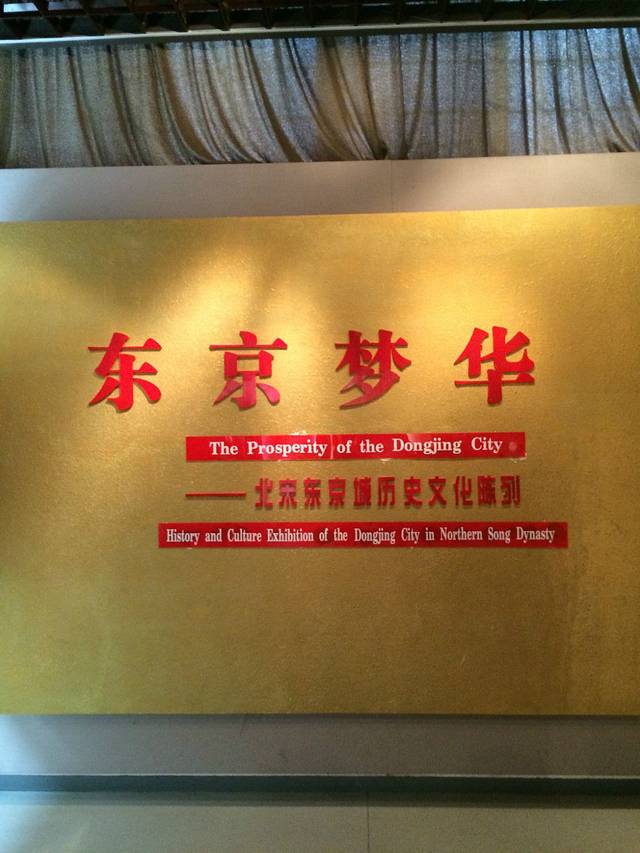 东京梦华
The Prosperity of the Dongjing City
——北宋东京城历史文化陈列
History and Culture Exhibition of the Dongjing City in Northern Song Dynasty